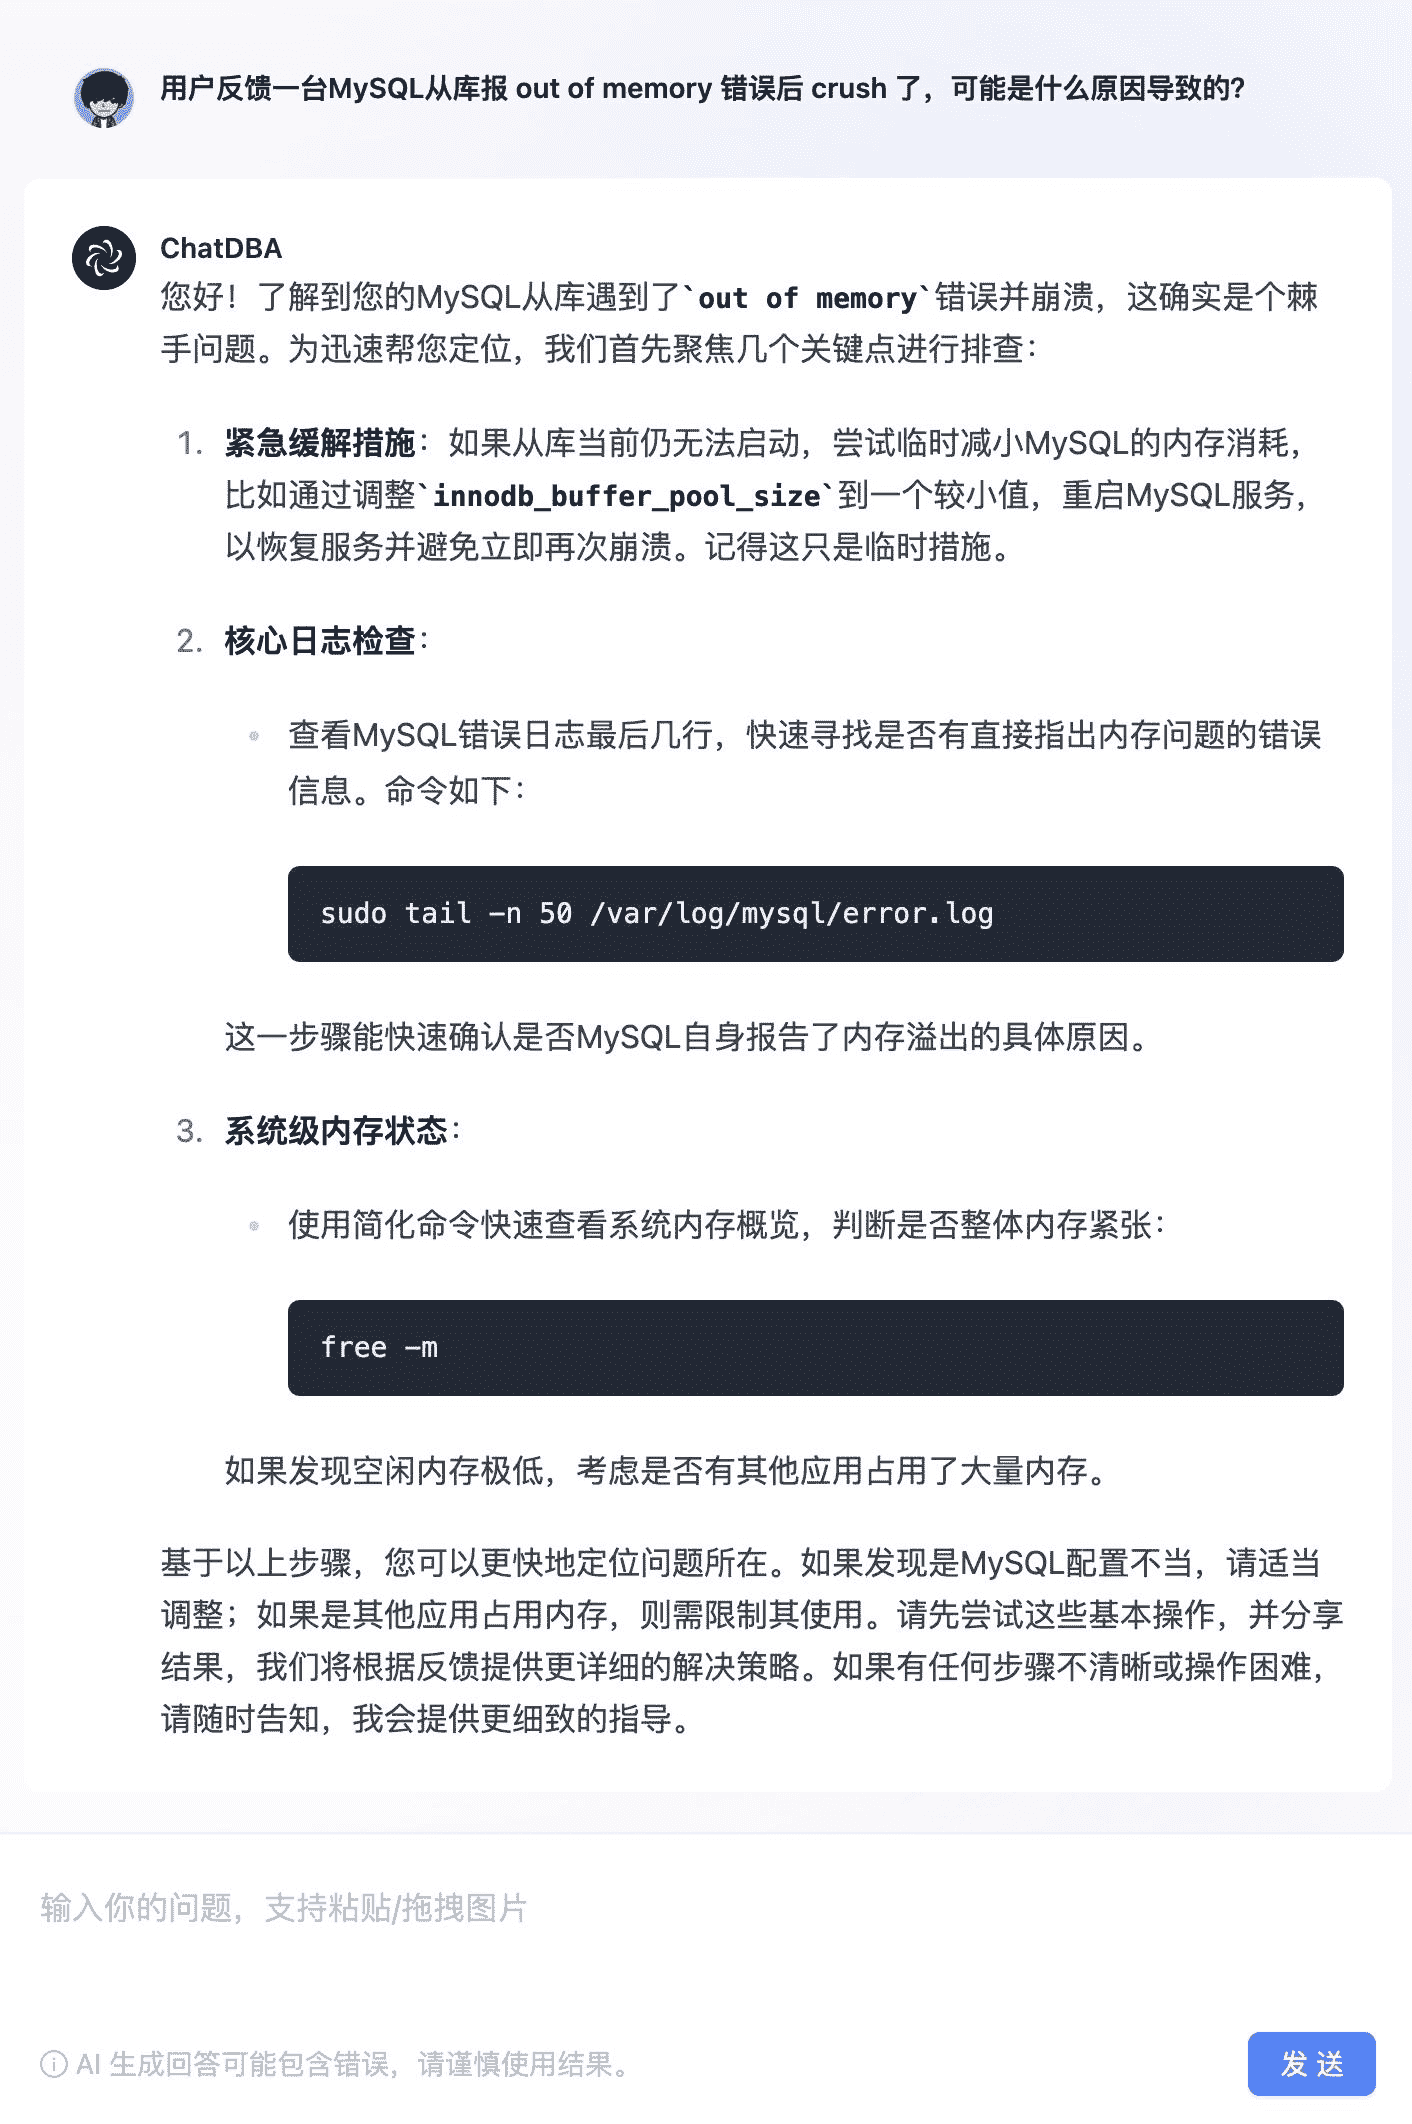 用户反馈一台MySQL从库报 out of memory 错误后 crush 了，可能是什么原因导致的?
ChatDBA
您好！了解到您的MySQL从库遇到了`out of memory`错误并崩溃，这确实是个棘
手问题。为迅速帮您定位，我们首先聚焦几个关键点进行排查：
1. 紧急缓解措施：如果从库当前仍无法启动，尝试临时减小MySQL的内存消耗，
比如通过调整`innodb_buffer_pool_size`到一个较小值，重启MySQL服务，
以恢复服务并避免立即再次崩溃。记得这只是临时措施。
2. 核心日志检查：
查看MySQL错误日志最后几行，快速寻找是否有直接指出内存问题的错误
信息。命令如下：
sudo tail -n 50 /var/log/mysql/error.log
这一步骤能快速确认是否MySQL自身报告了内存溢出的具体原因。
3. 系统级内存状态：
使用简化命令快速查看系统内存概览，判断是否整体内存紧张：
free -m
如果发现空闲内存极低，考虑是否有其他应用占用了大量内存。
基于以上步骤，您可以更快地定位问题所在。如果发现是MySQL配置不当，请适当
调整；如果是其他应用占用内存，则需限制其使用。请先尝试这些基本操作，并分享
结果，我们将根据反馈提供更详细的解决策略。如果有任何步骤不清晰或操作困难，
请随时告知，我会提供更细致的指导。
输入你的问题，支持粘贴/拖拽图片
AI 生成回答可能包含错误，请谨慎使用结果。
发 送